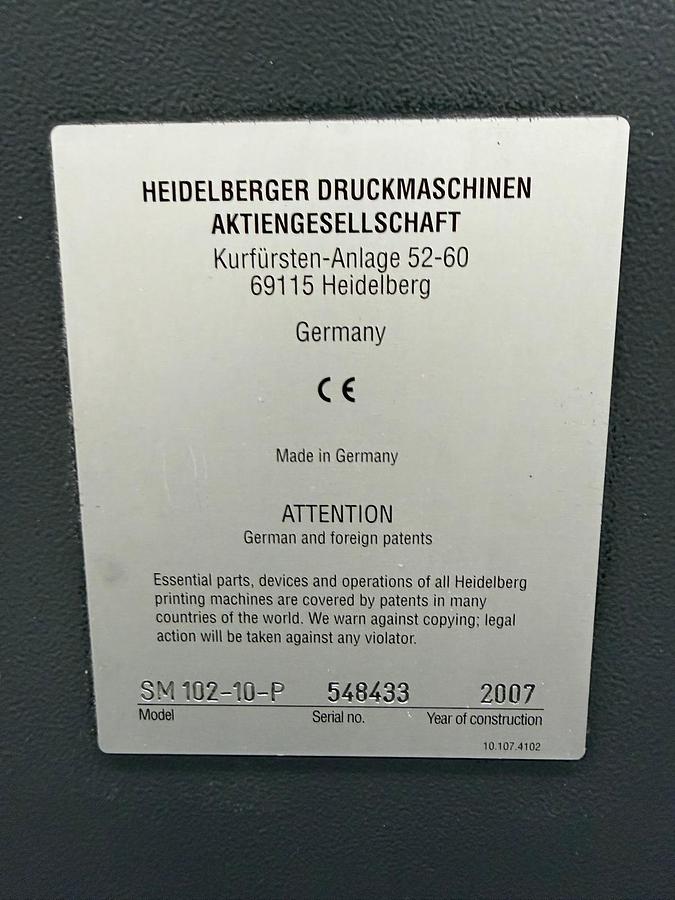 HEIDELBERGER DRUCKMASCHINEN
AKTIENGESELLSCHAFT
Kurfürsten-Anlage 52-60
69115 Heidelberg
Germany
CE
Made in Germany
ATTENTION
German and foreign patents
Essential parts, devices and operations of all Heidelberg
printing machines are covered by patents in many
countries of the world. We warn against copying; legal
action will be taken against any violator.
SM 102-10-P 548433 2007
Model Serial no. Year of construction
10.107.4102